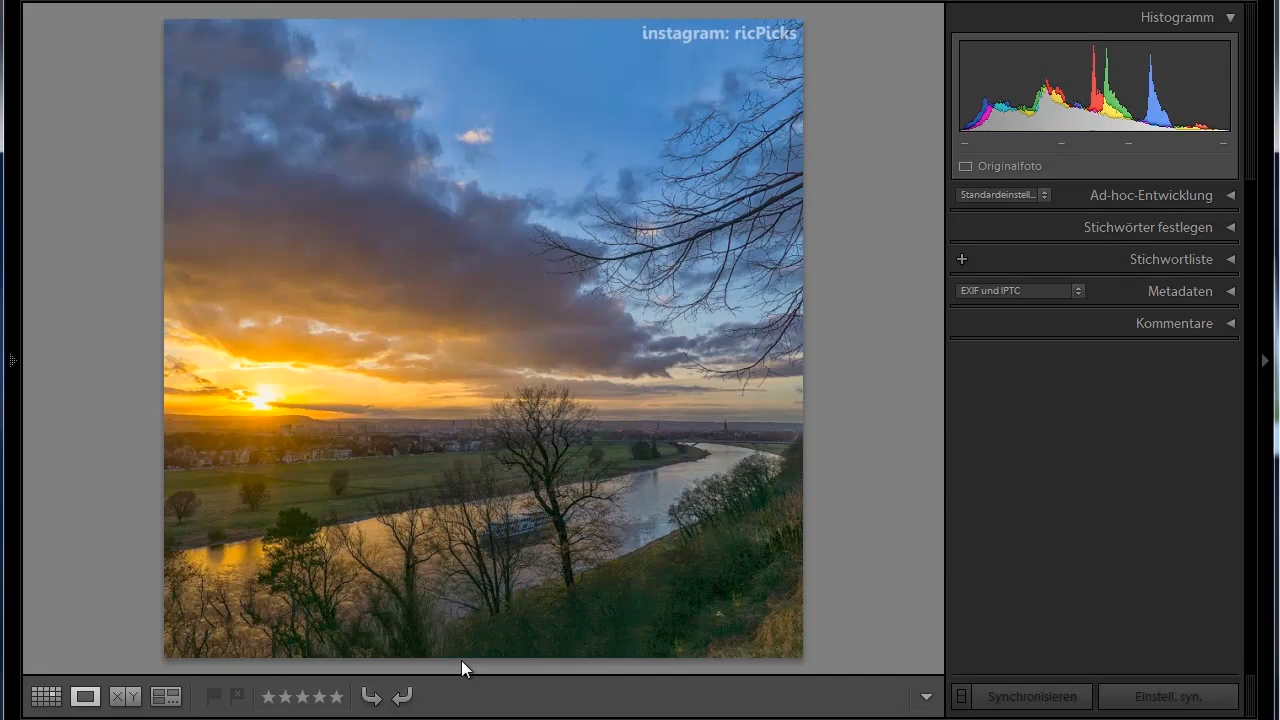 instagram: ricPicks
Histogramm
Originalfoto
Standardeinstell...
Ad-hoc-Entwicklung
Stichwörter festlegen
Stichwortliste
EXIF und IPTC
Metadaten
Kommentare
X Y
Synchronisieren
Einstell. syn.